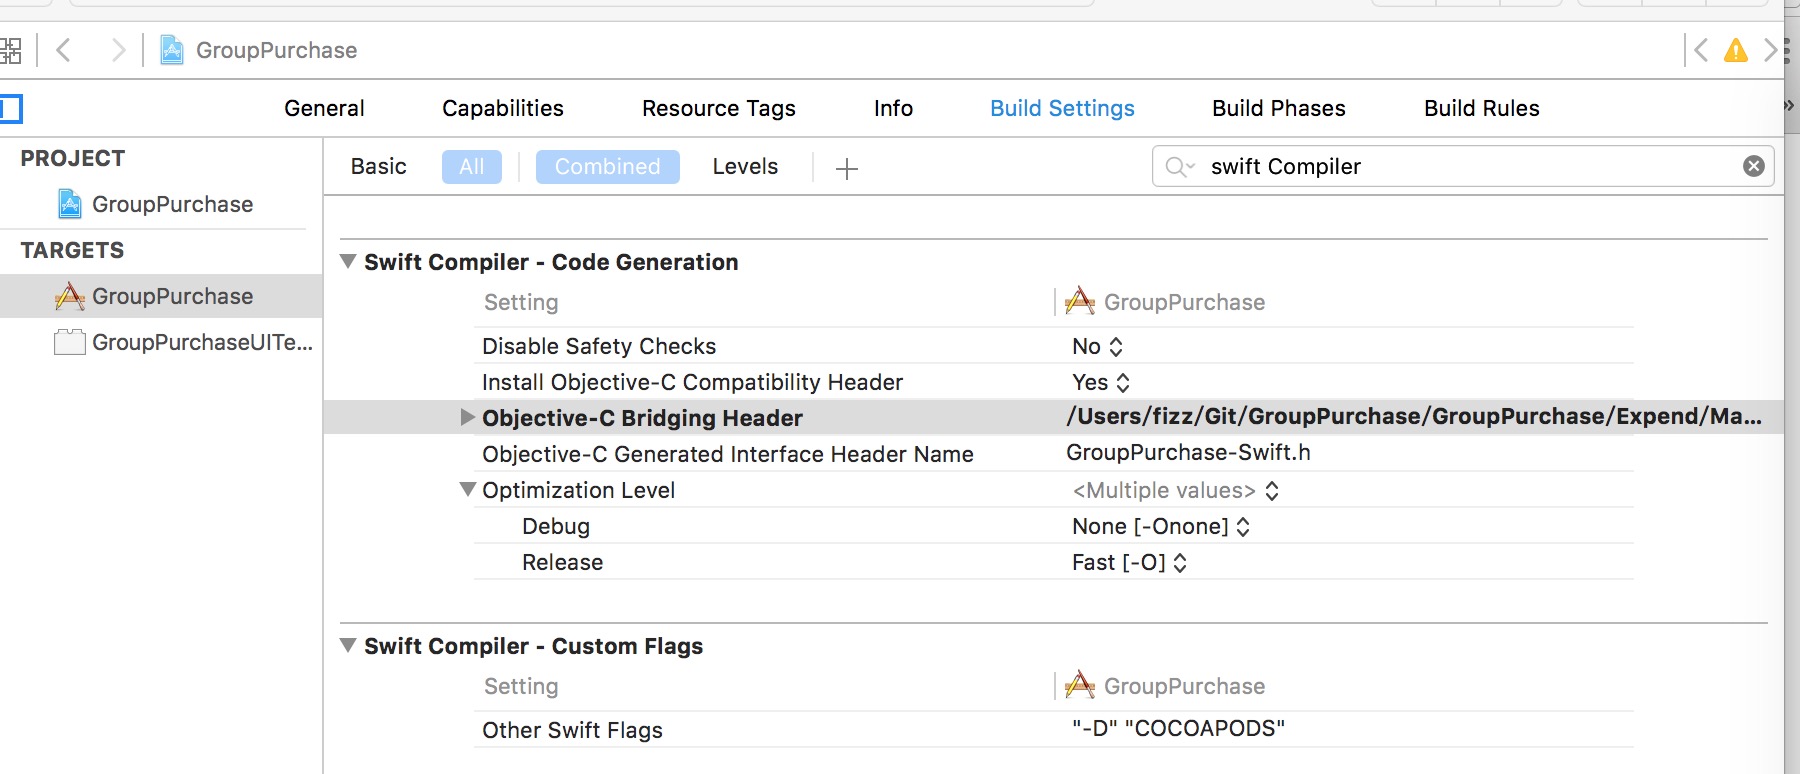 GroupPurchase
General Capabilities Resource Tags Info Build Settings Build Phases Build Rules
PROJECT
GroupPurchase
TARGETS
GroupPurchase
GroupPurchaseUITe...
Basic All Combined Levels + swift Compiler
Swift Compiler - Code Generation
Setting GroupPurchase
Disable Safety Checks No
Install Objective-C Compatibility Header Yes
Objective-C Bridging Header /Users/fizz/Git/GroupPurchase/GroupPurchase/Expend/Ma...
Objective-C Generated Interface Header Name GroupPurchase-Swift.h
Optimization Level <Multiple values>
Debug None [-Onone]
Release Fast [-O]
Swift Compiler - Custom Flags
Setting GroupPurchase
Other Swift Flags "-D" "COCOAPODS"